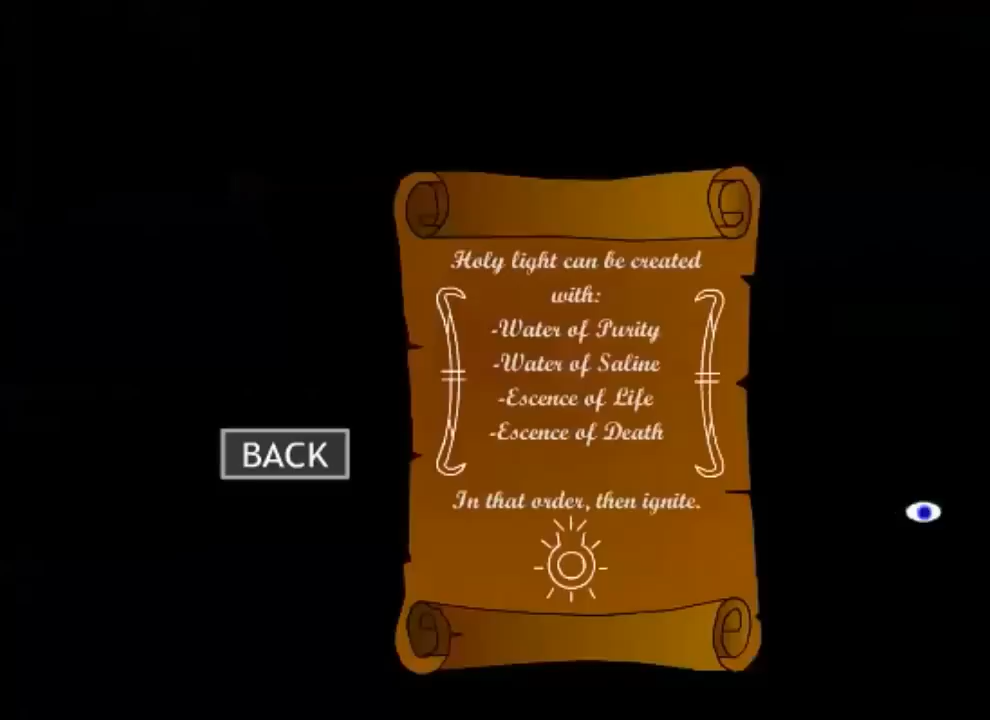 Holy light can be created
with:
-Water of Purity
-Water of Saline
-Escence of Life
-Escence of Death
BACK
In that order, then ignite.